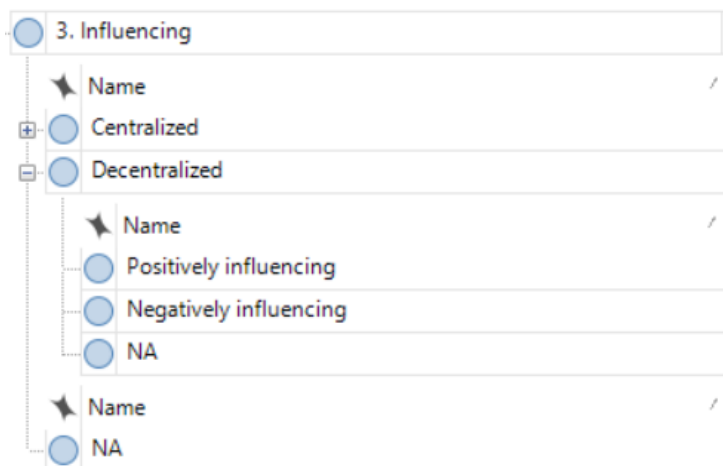 3. Influencing
Name
Centralized
Decentralized
Name
Positively influencing
Negatively influencing
NA
Name
NA